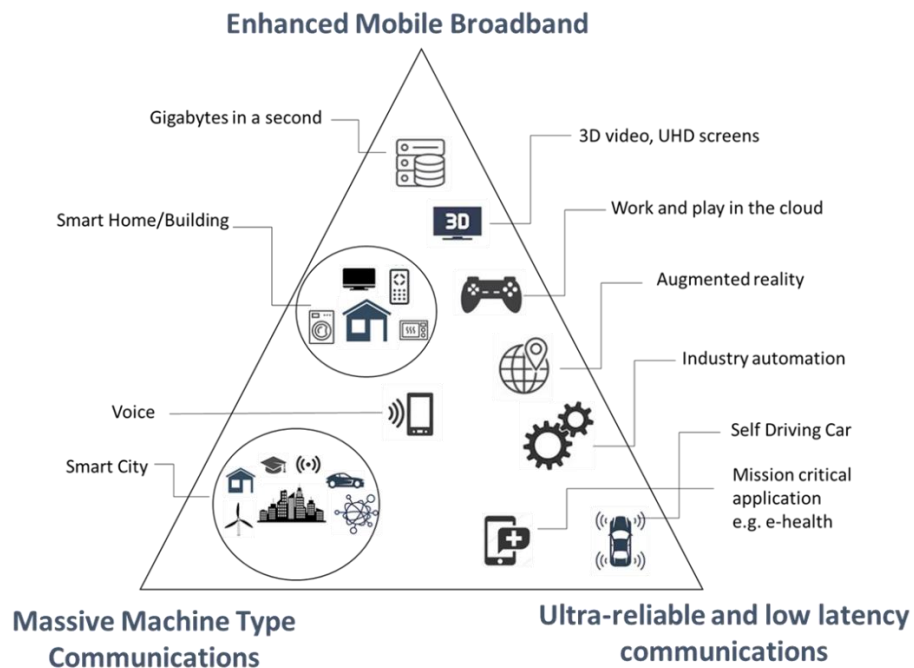 Enhanced Mobile Broadband
Gigabytes in a second
3D video, UHD screens
3D
Work and play in the cloud
Smart Home/Building
Augmented reality
Industry automation
Voice
Self Driving Car
Smart City
Mission critical
application
e.g. e-health
Massive Machine Type
Communications
Ultra-reliable and low latency
communications